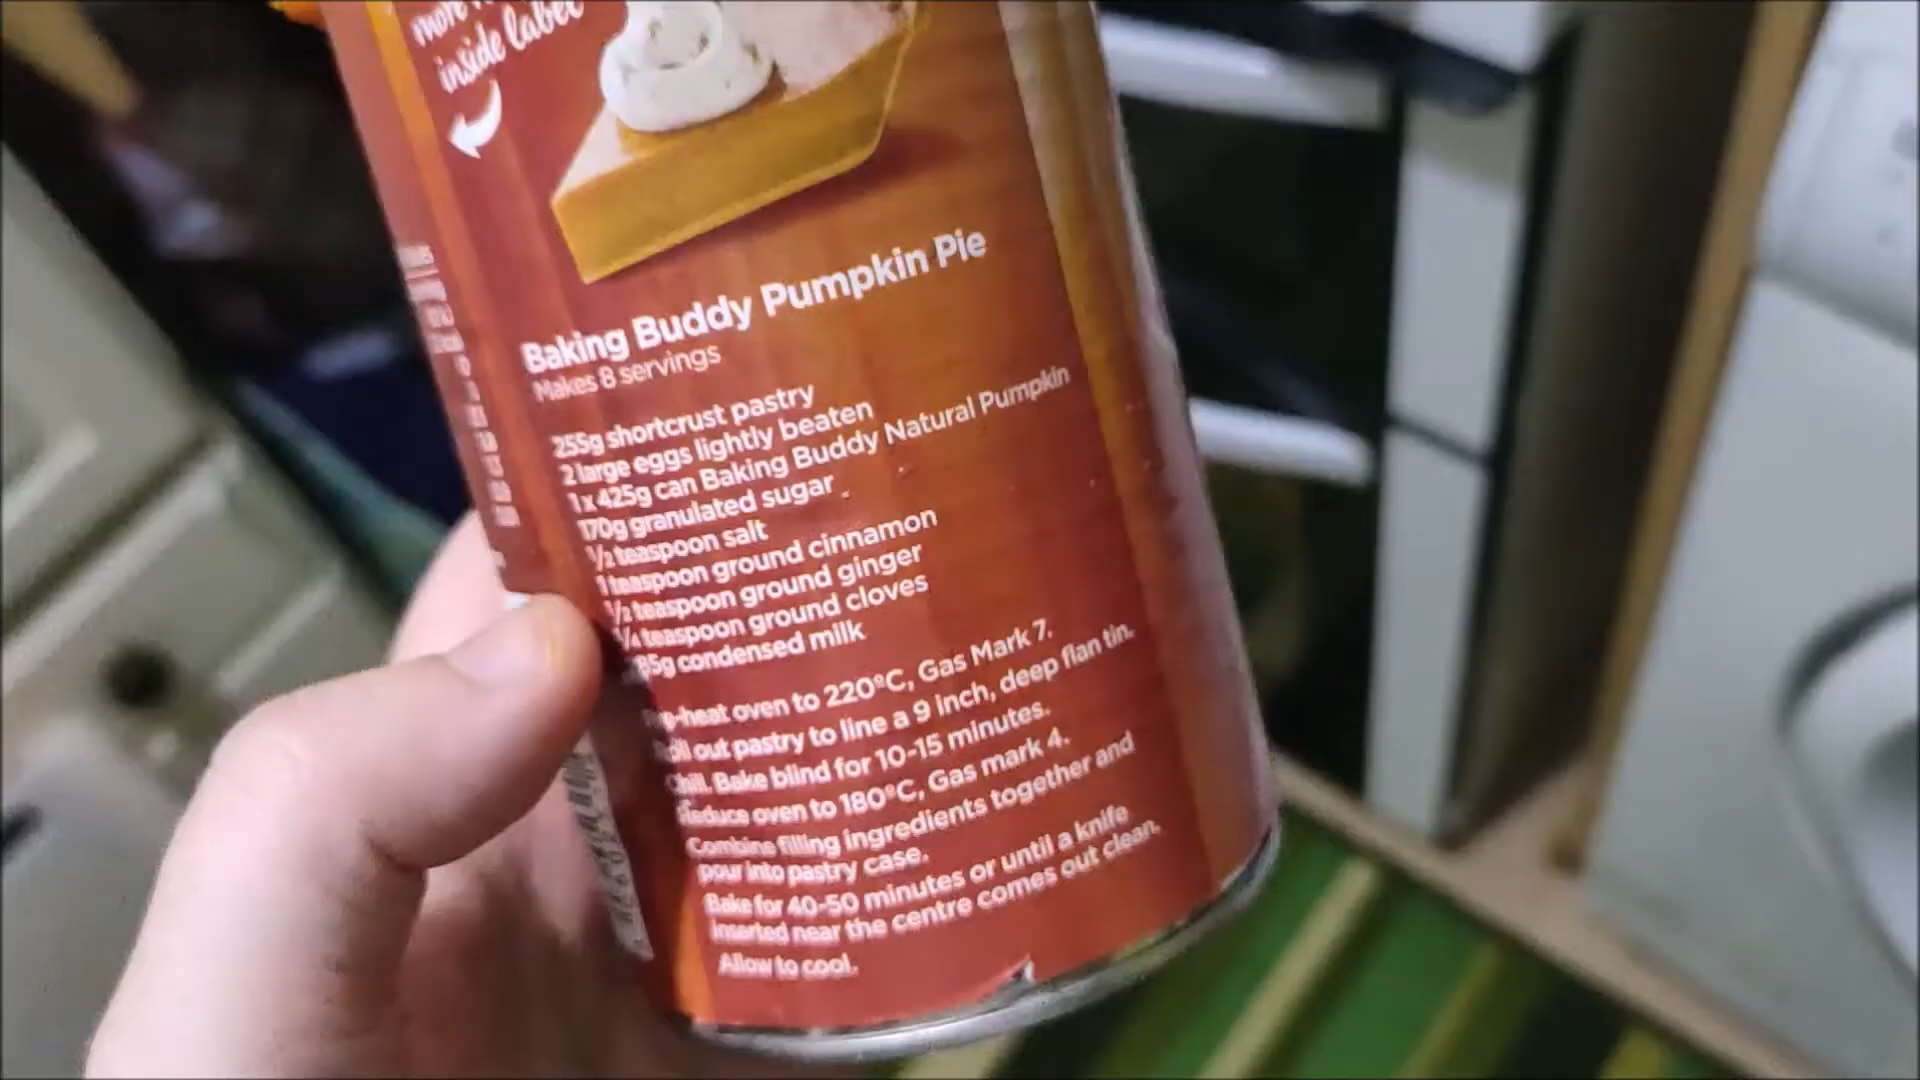 more
inside label
Baking Buddy Pumpkin Pie
Makes 8 servings
255g shortcrust pastry
2 large eggs lightly beaten
1 x 425g can Baking Buddy Natural Pumpkin
170g granulated sugar
½ teaspoon salt
1 teaspoon ground cinnamon
½ teaspoon ground ginger
¼ teaspoon ground cloves
condensed milk
Pre-heat oven to 220°C, Gas Mark 7.
Roll out pastry to line a 9 inch, deep flan tin.
Chill. Bake blind for 10-15 minutes.
Reduce oven to 180°C, Gas mark 4.
Combine filling ingredients together and
pour into pastry case.
Bake for 40-50 minutes or until a knife
inserted near the centre comes out clean.
Allow to cool.